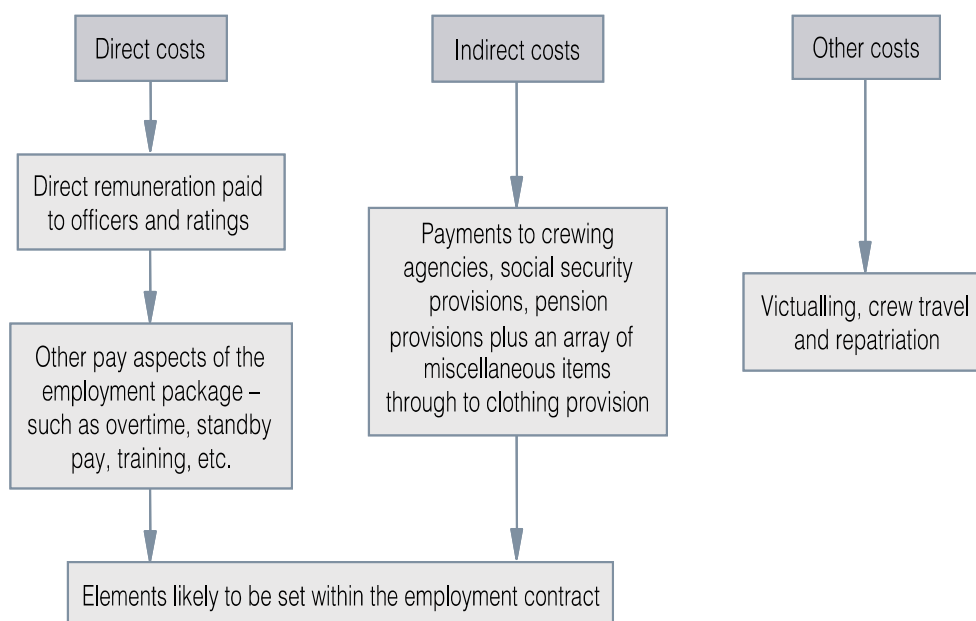 Direct costs
Direct remuneration paid
to officers and ratings
Other pay aspects of the
employment package –
such as overtime, standby
pay, training, etc.
Indirect costs
Payments to crewing
agencies, social security
provisions, pension
provisions plus an array of
miscellaneous items
through to clothing provision
Other costs
Victualling, crew travel
and repatriation
Elements likely to be set within the employment contract